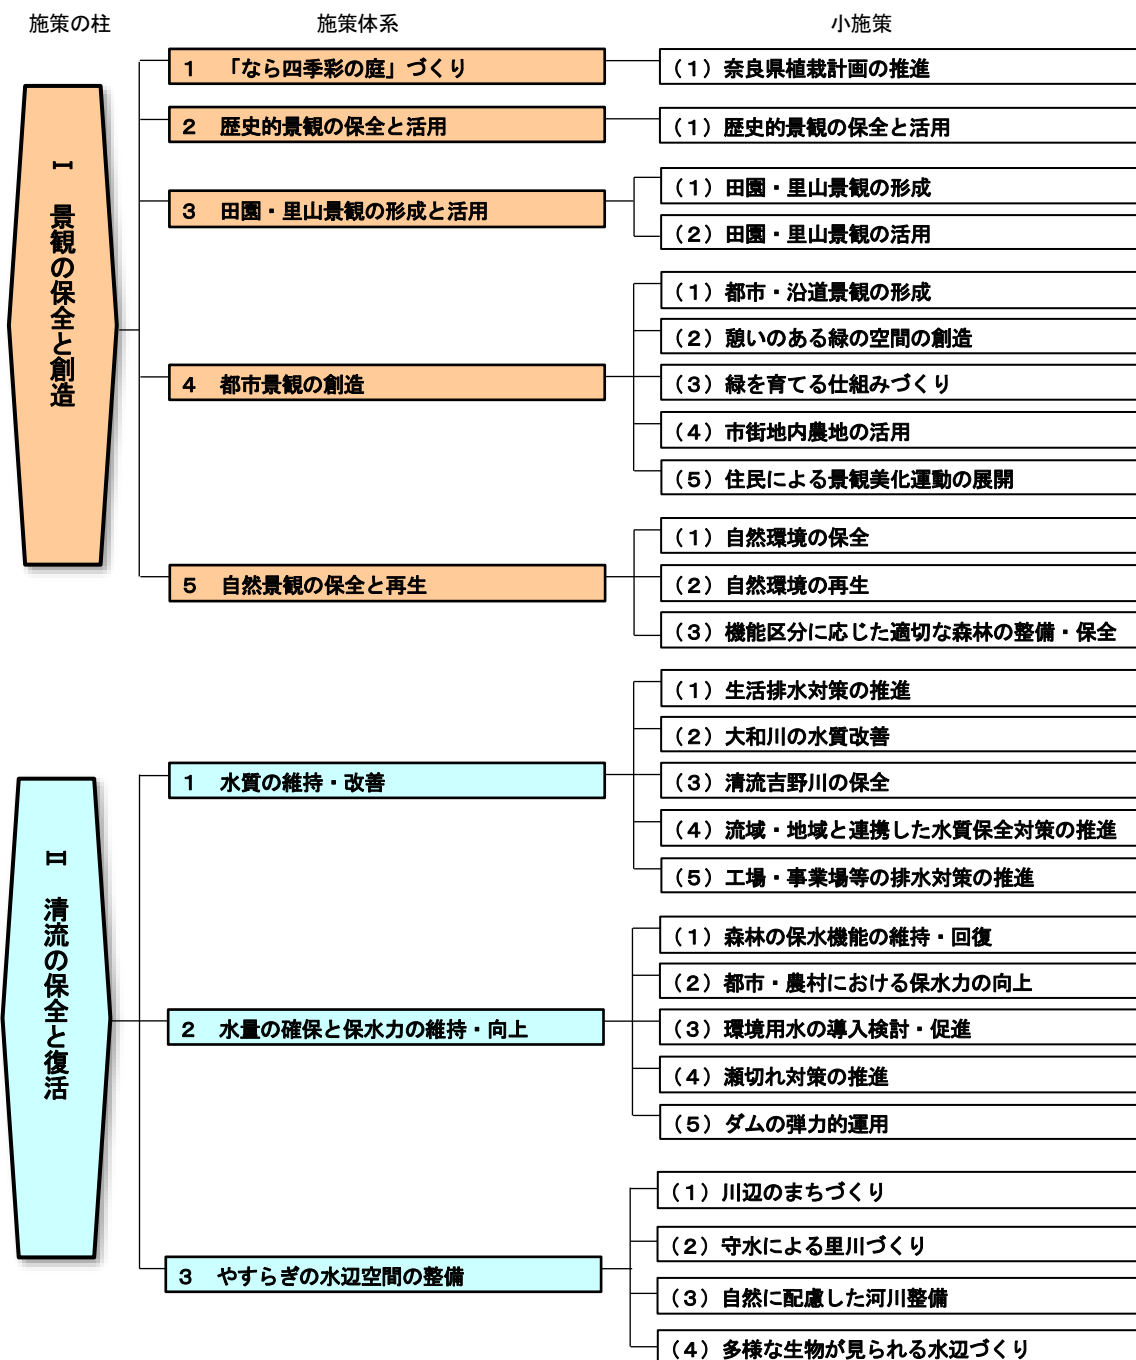 施策の柱 施策体系 小施策
Ⅰ 景観の保全と創造
1 「なら四季彩の庭」づくり
(1) 奈良県植栽計画の推進
2 歴史的景観の保全と活用
(1) 歴史的景観の保全と活用
3 田園・里山景観の形成と活用
(1) 田園・里山景観の形成
(2) 田園・里山景観の活用
4 都市景観の創造
(1) 都市・沿道景観の形成
(2) 憩いのある緑の空間の創造
(3) 緑を育てる仕組みづくり
(4) 市街地内農地の活用
(5) 住民による景観美化運動の展開
5 自然景観の保全と再生
(1) 自然環境の保全
(2) 自然環境の再生
(3) 機能区分に応じた適切な森林の整備・保全
Ⅱ 清流の保全と復活
1 水質の維持・改善
(1) 生活排水対策の推進
(2) 大和川の水質改善
(3) 清流吉野川の保全
(4) 流域・地域と連携した水質保全対策の推進
(5) 工場・事業場等の排水対策の推進
2 水量の確保と保水力の維持・向上
(1) 森林の保水機能の維持・回復
(2) 都市・農村における保水力の向上
(3) 環境用水の導入検討・促進
(4) 瀬切れ対策の推進
(5) ダムの弾力的運用
3 やすらぎの水辺空間の整備
(1) 川辺のまちづくり
(2) 守水による里川づくり
(3) 自然に配慮した河川整備
(4) 多様な生物が見られる水辺づくり